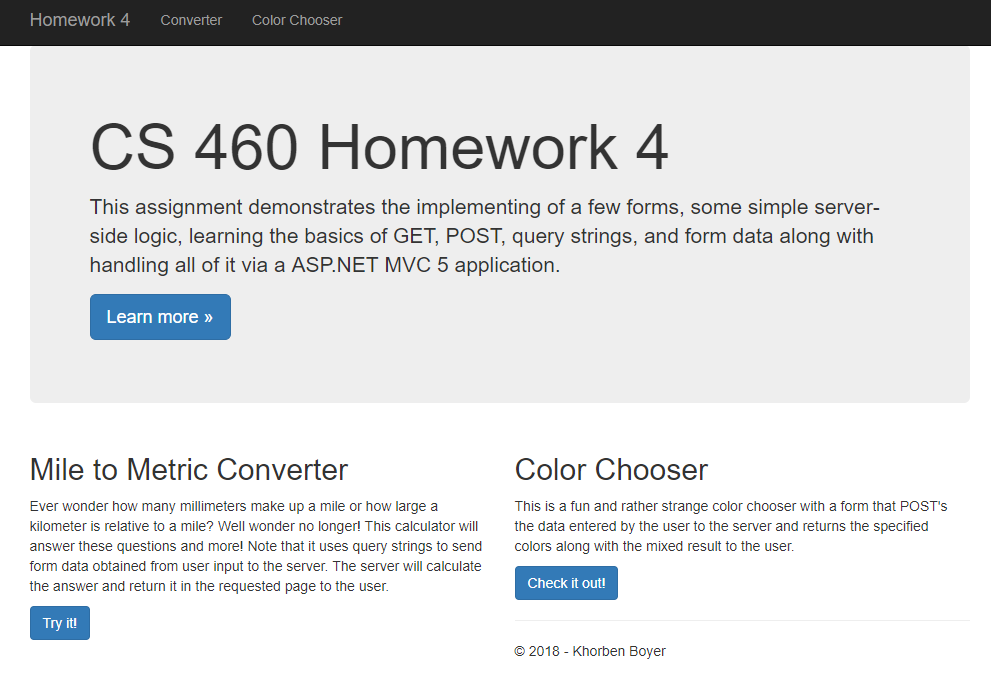 Homework 4 Converter Color Chooser
CS 460 Homework 4
This assignment demonstrates the implementing of a few forms, some simple server-
side logic, learning the basics of GET, POST, query strings, and form data along with
handling all of it via a ASP.NET MVC 5 application.
Learn more »
Mile to Metric Converter
Ever wonder how many millimeters make up a mile or how large a
kilometer is relative to a mile? Well wonder no longer! This calculator will
answer these questions and more! Note that it uses query strings to send
form data obtained from user input to the server. The server will calculate
the answer and return it in the requested page to the user.
Try it!
Color Chooser
This is a fun and rather strange color chooser with a form that POST's
the data entered by the user to the server and returns the specified
colors along with the mixed result to the user.
Check it out!
© 2018 - Khorben Boyer